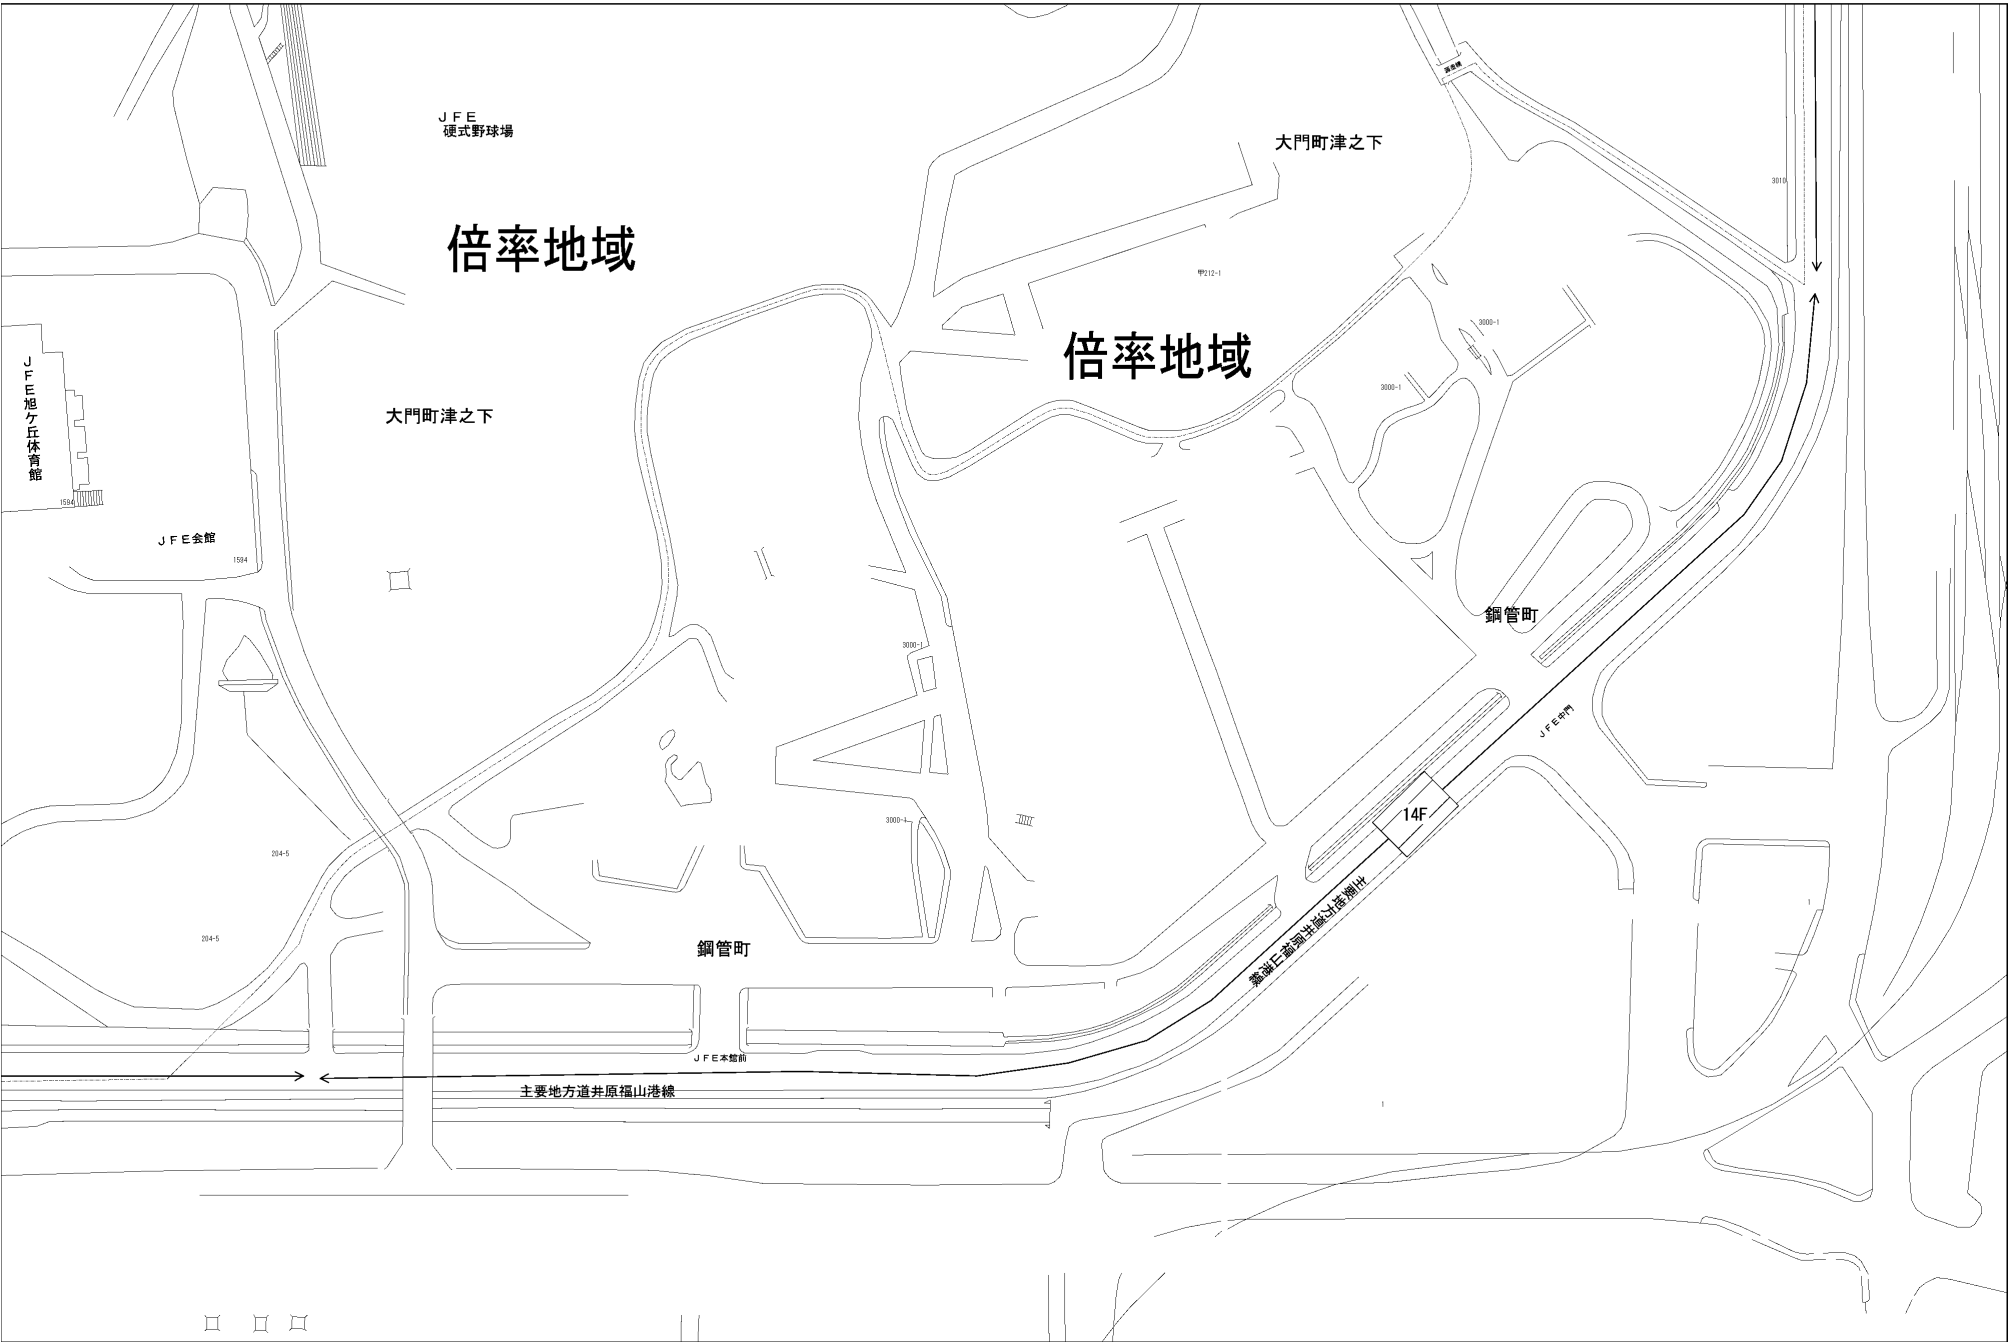 ＪＦＥ
硬式野球場
大門町津之下
3010
倍率地域
甲212-1
3000-1
倍率地域
3000-1
ＪＦＥ旭ケ丘体育館
大門町津之下
1594
ＪＦＥ会館
1594
鋼管町
3000-1
ＪＦＥ中門
14F
3000-1
204-5
主要地方道井原福山港線
1
204-5
鋼管町
ＪＦＥ本館前
主要地方道井原福山港線
1